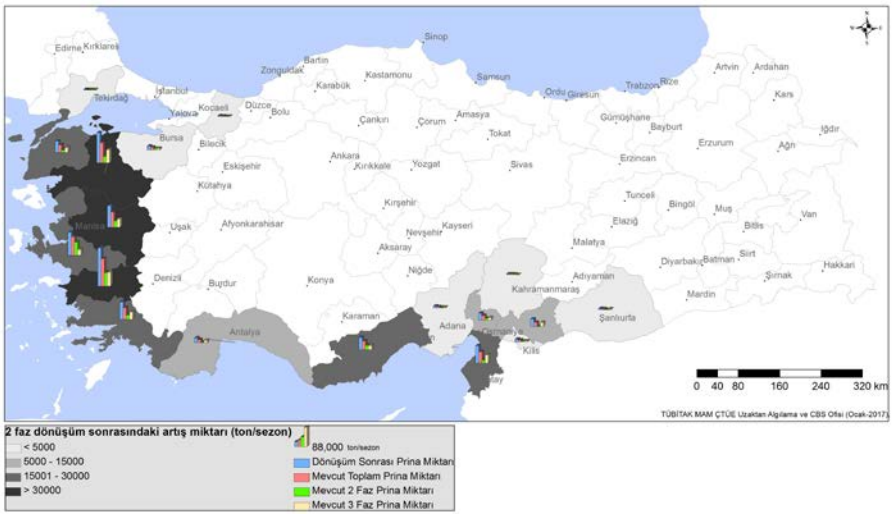 Sinop
Edirne Kırklareli
Bartın
Zonguldak
Kastamonu
Artvin Ardahan
Karabük
Samsun
Rize
Trabzon
Ordu Giresun
Tekirdağ
İstanbul
Kocaeli Düzce
Yalova
Bolu
Kars
Çankırı
Çorum
Amasya
Gümüşhane
Bayburt
Tokat
Iğdır
Bursa
Bilecik
Ankara
Kırıkkale
Yozgat
Sivas
Erzincan
Erzurum
Ağrı
Eskişehir
Kütahya
Tunceli
Kırşehir
Bingöl
Muş
Van
Manisa
Uşak
Afyonkarahisar
Nevşehir
Kayseri
Elazığ
Bitlis
Aksaray
Malatya
Diyarbakır
Batman
Siirt
Hakkari
Denizli
Burdur
Konya
Niğde
Kahramanmaraş
Adıyaman
Şırnak
Mardin
Karaman
Adana
Osmaniye
Şanlıurfa
Antalya
Kilis
0 40 80 160 240 320 km
TÜBİTAK MAM ÇTÜE Uzaktan Algılama ve CBS Ofisi (Ocak-2017)
2 faz dönüşüm sonrasındaki artış miktarı (ton/sezon)
< 5000
5000 - 15000
15001 - 30000
> 30000
88,000 ton/sezon
Dönüşüm Sonrası Prina Miktarı
Mevcut Toplam Prina Miktarı
Mevcut 2 Faz Prina Miktarı
Mevcut 3 Faz Prina Miktarı